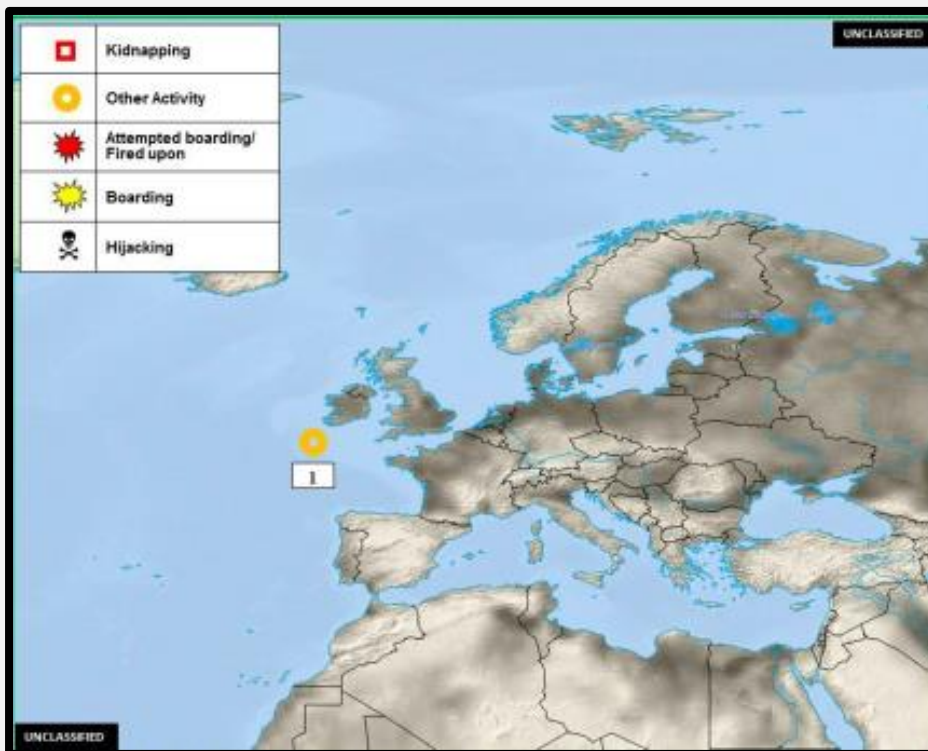 UNCLASSIFIED
Kidnapping
Other Activity
Attempted boarding/
Fired upon
Boarding
Hijacking
1
UNCLASSIFIED